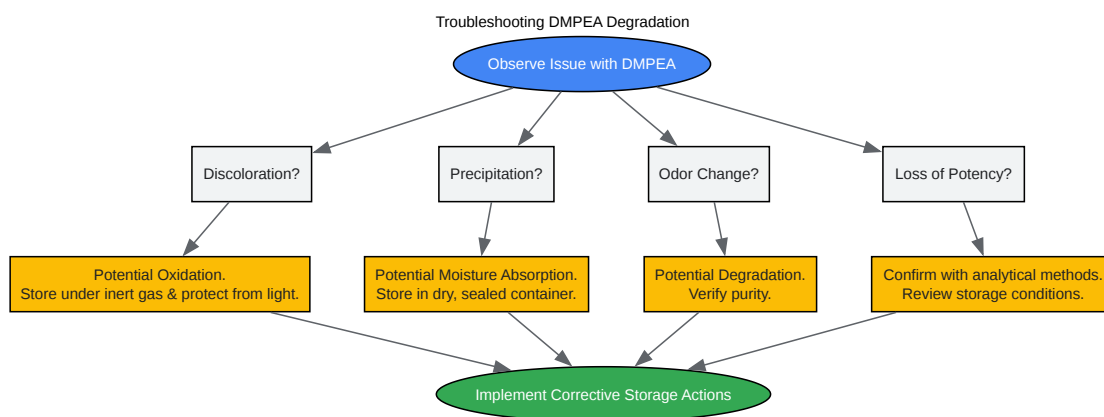 Troubleshooting DMPEA Degradation
Observe Issue with DMPEA
Discoloration?
Precipitation?
Odor Change?
Loss of Potency?
Potential Oxidation.
Store under inert gas & protect from light.
Potential Moisture Absorption.
Store in dry, sealed container.
Potential Degradation.
Verify purity.
Confirm with analytical methods.
Review storage conditions.
Implement Corrective Storage Actions